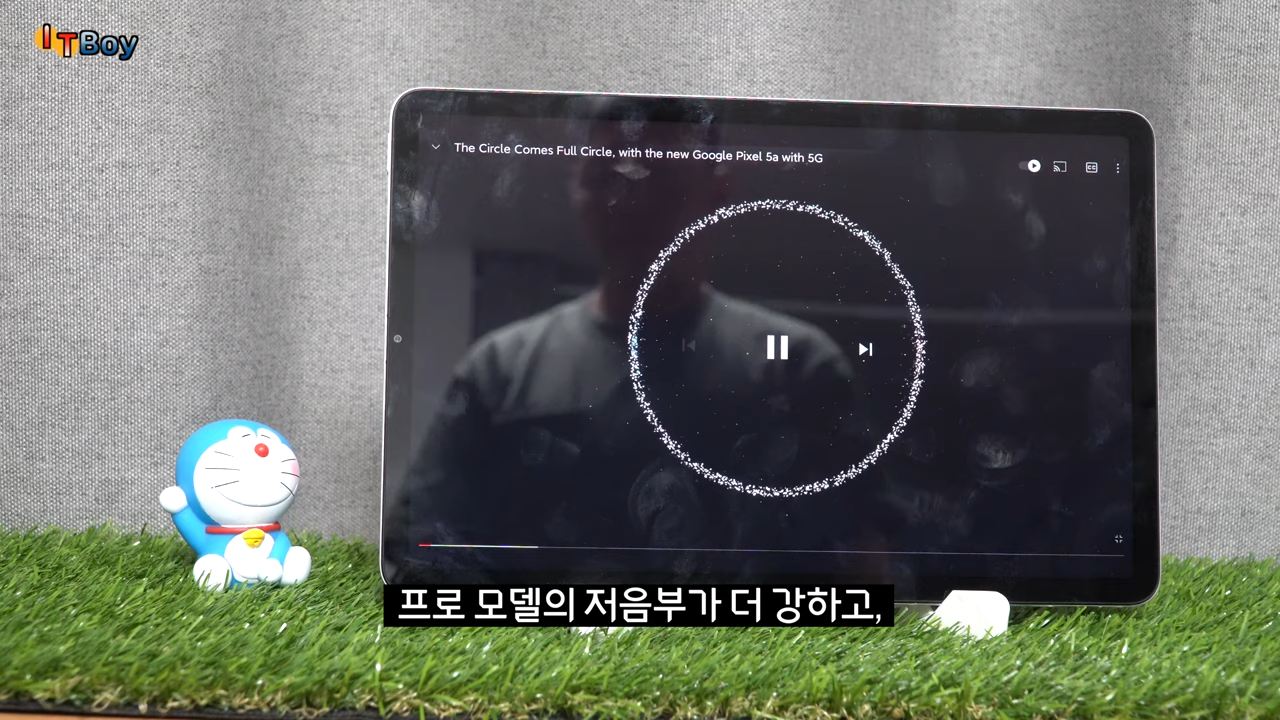 ITBoy
The Circle Comes Full Circle, with the new Google Pixel 5a with 5G
CC
프로 모델의 저음부가 더 강하고,